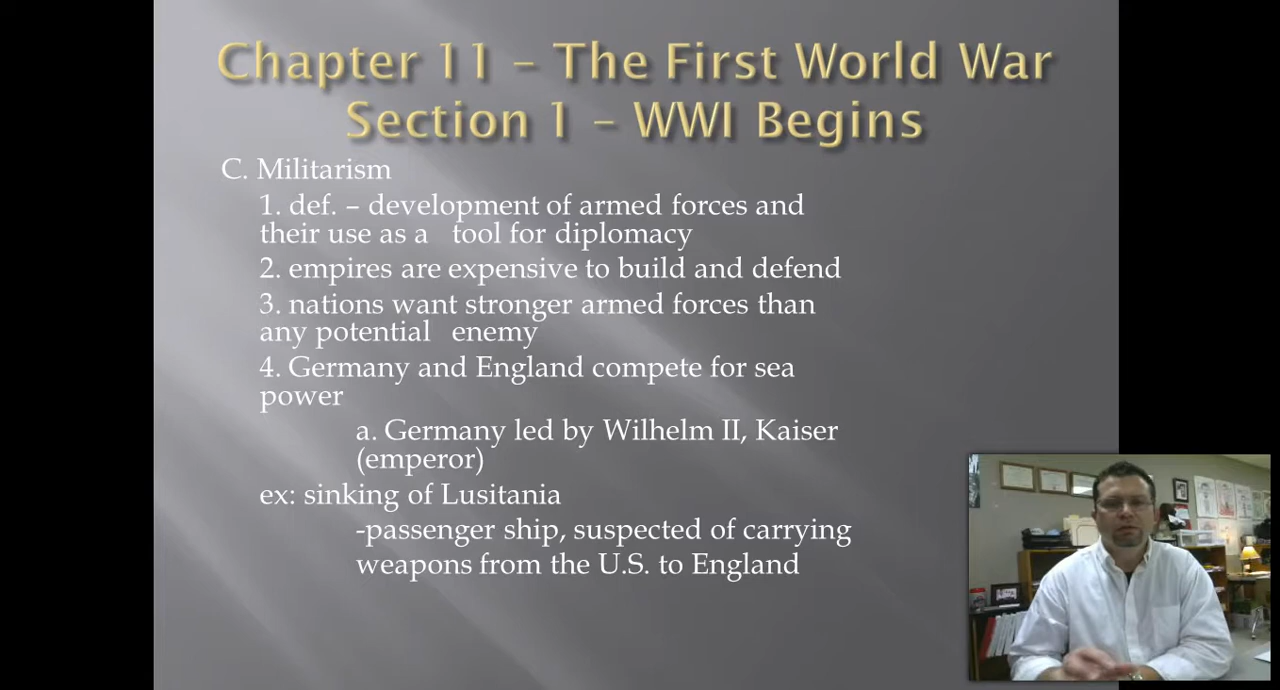 Chapter 11 – The First World War
Section 1 – WWI Begins
C. Militarism
1. def. – development of armed forces and
their use as a tool for diplomacy
2. empires are expensive to build and defend
3. nations want stronger armed forces than
any potential enemy
4. Germany and England compete for sea
power
a. Germany led by Wilhelm II, Kaiser
(emperor)
ex: sinking of Lusitania
-passenger ship, suspected of carrying
weapons from the U.S. to England